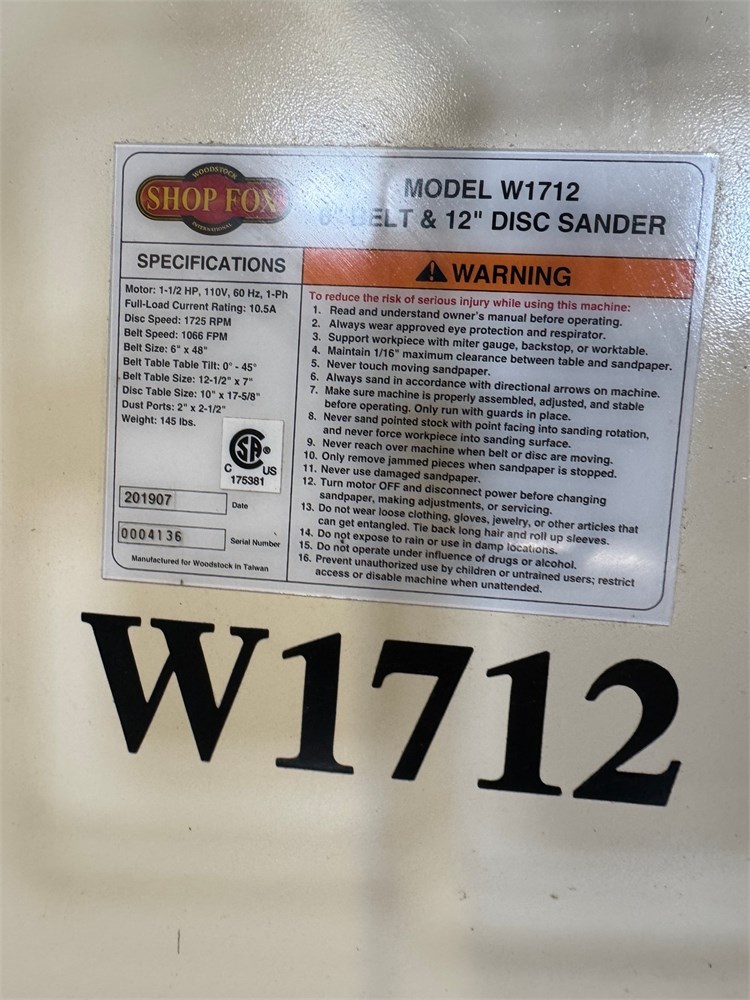 WOODSTOCK
SHOP FOX
INTERNATIONAL
MODEL W1712
6" BELT & 12" DISC SANDER
SPECIFICATIONS
Motor: 1-1/2 HP, 110V, 60 Hz, 1-Ph
Full-Load Current Rating: 10.5A
Disc Speed: 1725 RPM
Belt Speed: 1066 FPM
Belt Size: 6" x 48"
Belt Table Table Tilt: 0° - 45°
Belt Table Size: 12-1/2" x 7"
Disc Table Size: 10" x 17-5/8"
Dust Ports: 2" x 2-1/2"
Weight: 145 lbs.
C SA ® US
175381
201907 Date
0004136 Serial Number
Manufactured for Woodstock in Taiwan
WARNING
To reduce the risk of serious injury while using this machine:
1. Read and understand owner's manual before operating.
2. Always wear approved eye protection and respirator.
3. Support workpiece with miter gauge, backstop, or worktable.
4. Maintain 1/16" maximum clearance between table and sandpaper.
5. Never touch moving sandpaper.
6. Always sand in accordance with directional arrows on machine.
7. Make sure machine is properly assembled, adjusted, and stable
before operating. Only run with guards in place.
8. Never sand pointed stock with point facing into sanding rotation,
and never force workpiece into sanding surface.
9. Never reach over machine when belt or disc are moving.
10. Only remove jammed pieces when sandpaper is stopped.
11. Never use damaged sandpaper.
12. Turn motor OFF and disconnect power before changing
sandpaper, making adjustments, or servicing.
13. Do not wear loose clothing, gloves, jewelry, or other articles that
can get entangled. Tie back long hair and roll up sleeves.
14. Do not expose to rain or use in damp locations.
15. Do not operate under influence of drugs or alcohol.
16. Prevent unauthorized use by children or untrained users; restrict
access or disable machine when unattended.
W1712